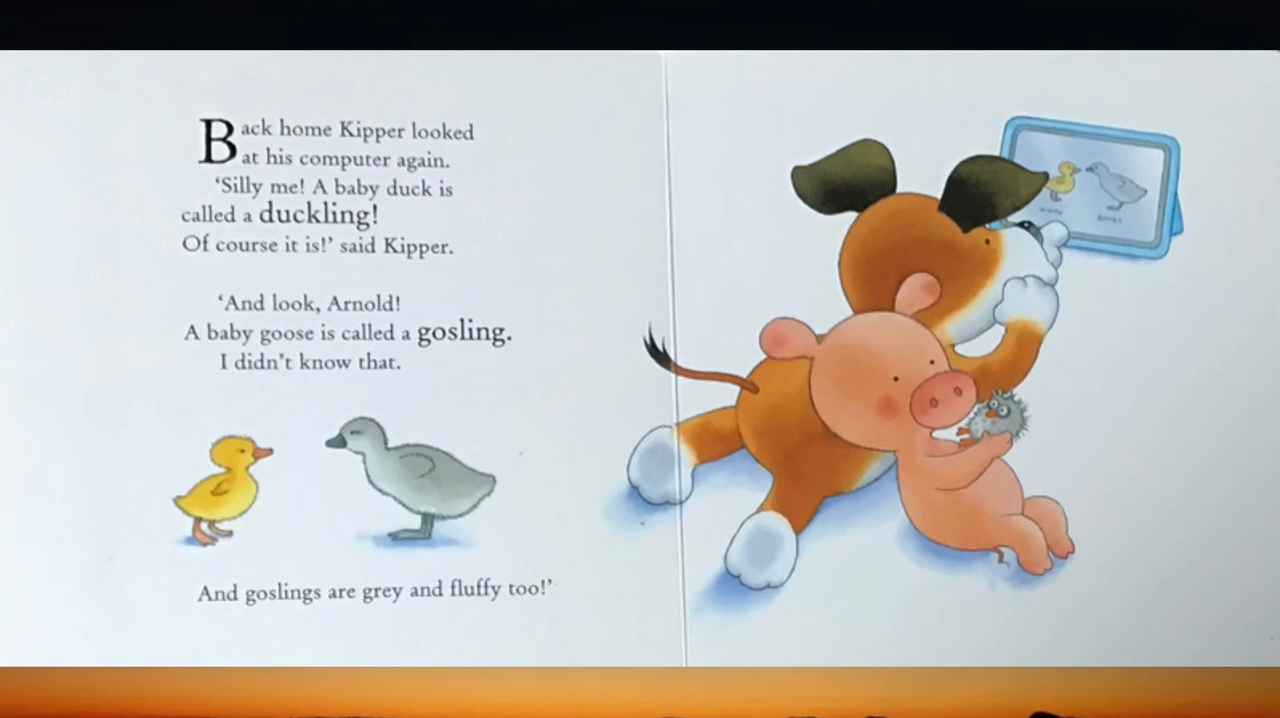 Back home Kipper looked
at his computer again.
‘Silly me! A baby duck is
called a duckling!
Of course it is!’ said Kipper.
‘And look, Arnold!
A baby goose is called a gosling.
I didn’t know that.
And goslings are grey and fluffy too!’